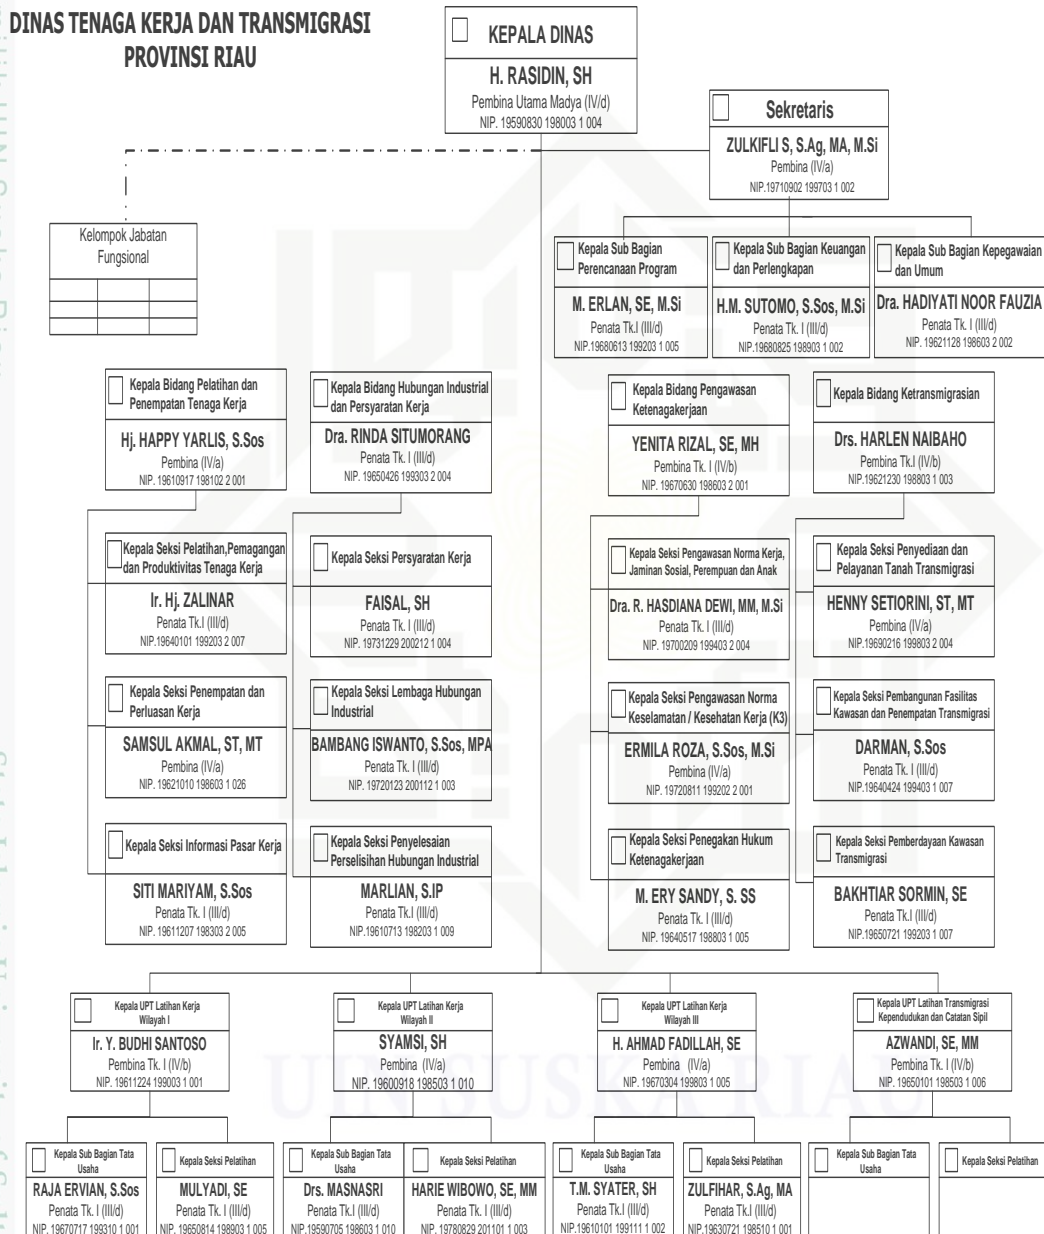 DINAS TENAGA KERJA DAN TRANSMIGRASI
PROVINSI RIAU
KEPALA DINAS
H. RASIDIN, SH
Pembina Utama Madya (IV/d)
NIP. 19590830 198003 1 004
Sekretaris
ZULKIFLI S, S.Ag, MA, M.Si
Pembina (IV/a)
NIP.19710902 199703 1 002
Kelompok Jabatan
Fungsional
Kepala Sub Bagian
Perencanaan Program
M. ERLAN, SE, M.Si
Penata Tk.I (III/d)
NIP.19680613 199203 1 005
Kepala Sub Bagian Keuangan
dan Perlengkapan
H.M. SUTOMO, S.Sos, M.Si
Penata Tk. I (III/d)
NIP.19680825 198903 1 002
Kepala Sub Bagian Kepegawaian
dan Umum
Dra. HADIYATI NOOR FAUZIA
Penata Tk. I (III/d)
NIP. 19621128 198603 2 002
Kepala Bidang Pelatihan dan
Penempatan Tenaga Kerja
Hj. HAPPY YARLIS, S.Sos
Pembina (IV/a)
NIP. 19610917 198102 2 001
Kepala Bidang Hubungan Industrial
dan Persyaratan Kerja
Dra. RINDA SITUMORANG
Penata Tk. I (III/d)
NIP. 19650426 199303 2 004
Kepala Bidang Pengawasan
Ketenagakerjaan
YENITA RIZAL, SE, MH
Pembina Tk. I (IV/b)
NIP. 19670630 198603 2 001
Kepala Bidang Ketransmigrasian
Drs. HARLEN NAIBAHO
Pembina Tk.I (IV/b)
NIP.19621230 198803 1 003
Kepala Seksi Pelatihan,Pemagangan
dan Produktivitas Tenaga Kerja
Ir. Hj. ZALINAR
Penata Tk.I (III/d)
NIP.19640101 199203 2 007
Kepala Seksi Persyaratan Kerja
FAISAL, SH
Penata Tk. I (III/d)
NIP. 19731229 200212 1 004
Kepala Seksi Pengawasan Norma Kerja,
Jaminan Sosial, Perempuan dan Anak
Dra. R. HASDIANA DEWI, MM, M.Si
Penata Tk. I (III/d)
NIP. 19700209 199403 2 004
Kepala Seksi Penyediaan dan
Pelayanan Tanah Transmigrasi
HENNY SETIORINI, ST, MT
Pembina (IV/a)
NIP.19690216 199803 2 004
Kepala Seksi Penempatan dan
Perluasan Kerja
SAMSUL AKMAL, ST, MT
Pembina (IV/a)
NIP. 19621010 198603 1 026
Kepala Seksi Lembaga Hubungan
Industrial
BAMBANG ISWANTO, S.Sos, MPA
Penata Tk. I (III/d)
NIP. 19720123 200112 1 003
Kepala Seksi Pengawasan Norma
Keselamatan / Kesehatan Kerja (K3)
ERMILA ROZA, S.Sos, M.Si
Pembina (IV/a)
NIP. 19720811 199202 2 001
Kepala Seksi Pembangunan Fasilitas
Kawasan dan Penempatan Transmigrasi
DARMAN, S.Sos
Penata Tk. I (III/d)
NIP.19640424 199403 1 007
Kepala Seksi Informasi Pasar Kerja
SITI MARIYAM, S.Sos
Penata Tk. I (III/d)
NIP. 19611207 198303 2 005
Kepala Seksi Penyelesaian
Perselisihan Hubungan Industrial
MARLIAN, S.IP
Penata Tk.I (III/d)
NIP.19610713 198203 1 009
Kepala Seksi Penegakan Hukum
Ketenagakerjaan
M. ERY SANDY, S. SS
Penata Tk. I (III/d)
NIP. 19640517 198803 1 005
Kepala Seksi Pemberdayaan Kawasan
Transmigrasi
BAKHTIAR SORMIN, SE
Penata Tk.I (III/d)
NIP.19650721 199203 1 007
Kepala UPT Latihan Kerja
Wilayah I
Ir. Y. BUDHI SANTOSO
Pembina Tk. I (IV/b)
NIP. 19611224 199003 1 001
Kepala UPT Latihan Kerja
Wilayah II
SYAMSI, SH
Pembina (IV/a)
NIP. 19600918 198503 1 010
Kepala UPT Latihan Kerja
Wilayah III
H. AHMAD FADILLAH, SE
Pembina (IV/a)
NIP. 19670304 199803 1 005
Kepala UPT Latihan Transmigrasi
Kependudukan dan Catatan Sipil
AZWANDI, SE, MM
Pembina Tk. I (IV/b)
NIP. 19650101 198503 1 006
UIN SUSKA RIAU
Kepala Sub Bagian Tata
Usaha
RAJA ERVIAN, S.Sos
Penata Tk. I (III/d)
NIP. 19670717 199310 1 001
Kepala Seksi Pelatihan
MULYADI, SE
Penata Tk. I (III/d)
NIP. 19650814 198903 1 005
Kepala Sub Bagian Tata
Usaha
Drs. MASNASRI
Penata Tk. I (III/d)
NIP.19590705 198603 1 010
Kepala Seksi Pelatihan
HARIE WIBOWO, SE, MM
Penata Tk. I (III/d)
NIP. 19780829 201101 1 003
Kepala Sub Bagian Tata
Usaha
T.M. SYATER, SH
Penata Tk.I (III/d)
NIP.19610101 199111 1 002
Kepala Seksi Pelatihan
ZULFIHAR, S.Ag, MA
Penata Tk.I (III/d)
NIP.19630721 198510 1 001
Kepala Sub Bagian Tata
Usaha
Kepala Seksi Pelatihan